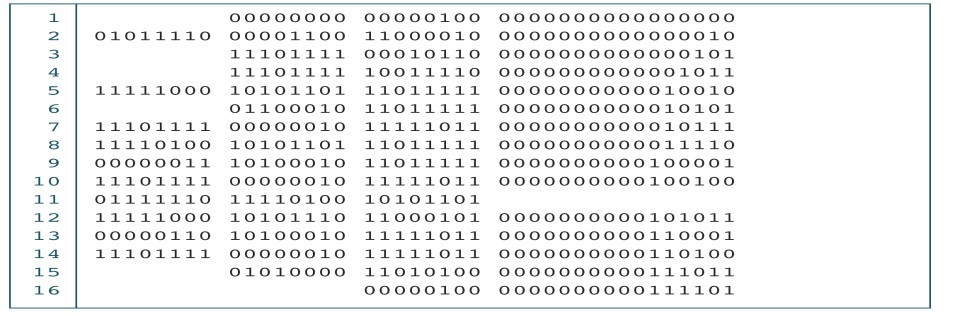 1 00000000 00000100 0000000000000000
2 01011110 00001100 11000010 0000000000000010
3 11101111 00010110 0000000000000101
4 11101111 10011110 0000000000001011
5 11111000 10101101 11011111 0000000000010010
6 01100010 11011111 0000000000010101
7 11101111 00000010 11111011 0000000000010111
8 11110100 10101101 11011111 0000000000011110
9 00000011 10100010 11011111 0000000000100001
10 11101111 00000010 11111011 0000000000100100
11 01111110 11110100 10101101
12 11111000 10101110 11000101 0000000000101011
13 00000110 10100010 11111011 0000000000110001
14 11101111 00000010 11111011 0000000000110100
15 01010000 11010100 0000000000111011
16 00000100 0000000000111101